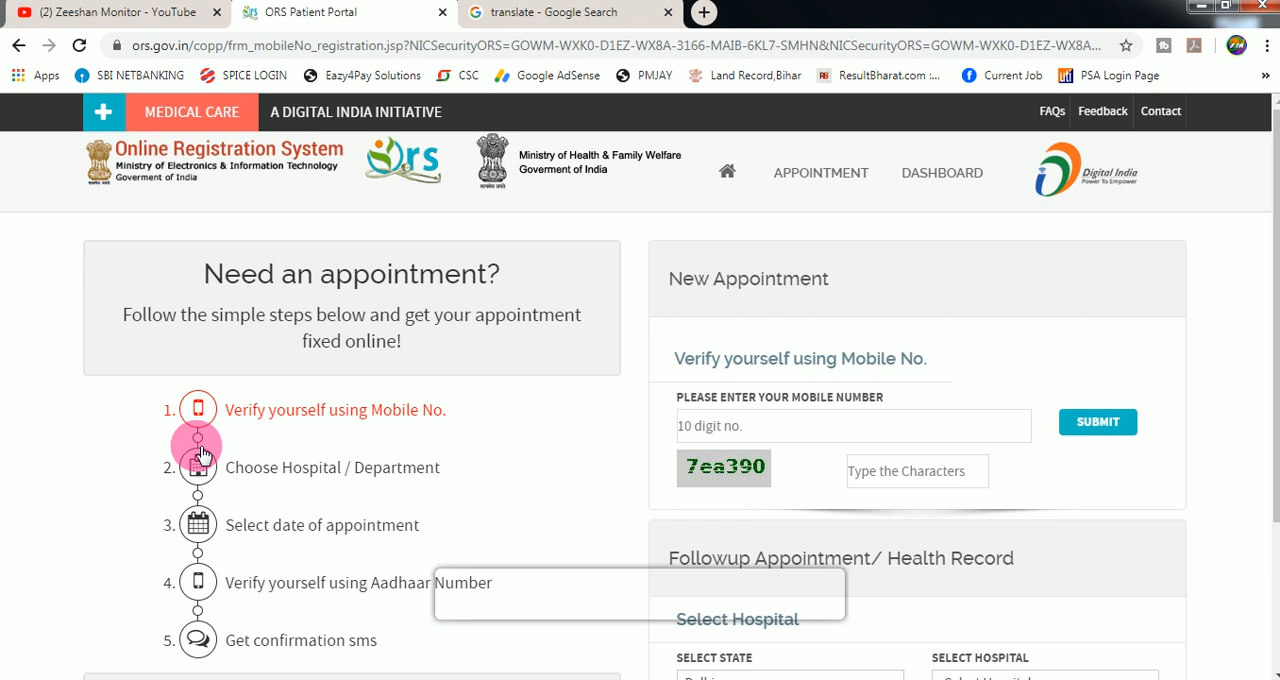 (2) Zeeshan Monitor - YouTube
ORS Patient Portal
translate - Google Search
ors.gov.in/copp/frm_mobileNo_registration.jsp?NICSecurityORS=GOWM-WXK0-D1EZ-WX8A-3166-MAIB-6KL7-SMHN&NICSecurityORS=GOWM-WXK0-D1EZ-WX8A...
Apps SBI NETBANKING SPICE LOGIN Eazy4Pay Solutions CSC Google AdSense PMJAY Land Record,Bihar ResultBharat.com :... Current Job PSA Login Page »
MEDICAL CARE A DIGITAL INDIA INITIATIVE FAQs Feedback Contact
Online Registration System
Ministry of Electronics & Information Technology
Goverment of India
Ors
Ministry of Health & Family Welfare
Goverment of India
APPOINTMENT DASHBOARD
Digital India
Power To Empower
Need an appointment?
Follow the simple steps below and get your appointment
fixed online!
1. Verify yourself using Mobile No.
2. Choose Hospital / Department
3. Select date of appointment
4. Verify yourself using Aadhaar Number
5. Get confirmation sms
New Appointment
Verify yourself using Mobile No.
PLEASE ENTER YOUR MOBILE NUMBER
10 digit no.
SUBMIT
7ea390
Type the Characters
Followup Appointment/ Health Record
Select Hospital
SELECT STATE SELECT HOSPITAL